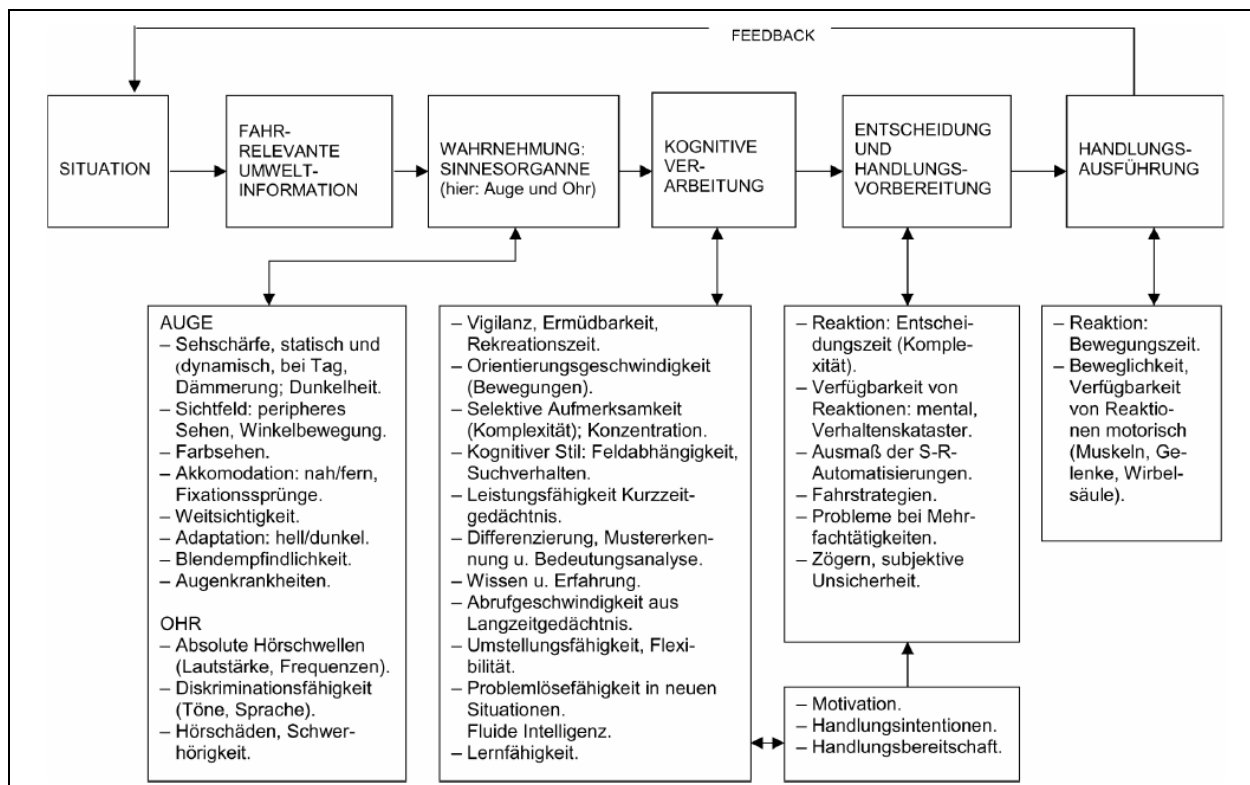 FEEDBACK
SITUATION
FAHR-
RELEVANTE
UMWELT-
INFORMATION
WAHRNEHMUNG:
SINNESORGANNE
(hier: Auge und Ohr)
KOGNITIVE
VER-
ARBEITUNG
ENTSCHEIDUNG
UND
HANDLUNGS-
VORBEREITUNG
HANDLUNGS-
AUSFÜHRUNG
AUGE
– Sehschärfe, statisch und
(dynamisch, bei Tag,
Dämmerung; Dunkelheit.
– Sichtfeld: peripheres
Sehen, Winkelbewegung.
– Farbsehen.
– Akkomodation: nah/fern,
Fixationssprünge.
– Weitsichtigkeit.
– Adaptation: hell/dunkel.
– Blendempfindlichkeit.
– Augenkrankheiten.
OHR
– Absolute Hörschwellen
(Lautstärke, Frequenzen).
– Diskriminationsfähigkeit
(Töne, Sprache).
– Hörschäden, Schwer-
hörigkeit.
– Vigilanz, Ermüdbarkeit,
Rekreationszeit.
– Orientierungsgeschwindigkeit
(Bewegungen).
– Selektive Aufmerksamkeit
(Komplexität); Konzentration.
– Kognitiver Stil: Feldabhängigkeit,
Suchverhalten.
– Leistungsfähigkeit Kurzzeit-
gedächtnis.
– Differenzierung, Mustererken-
nung u. Bedeutungsanalyse.
– Wissen u. Erfahrung.
– Abrufgeschwindigkeit aus
Langzeitgedächtnis.
– Umstellungsfähigkeit, Flexi-
bilität.
– Problemlösefähigkeit in neuen
Situationen.
Fluide Intelligenz.
– Lernfähigkeit.
– Reaktion: Entschei-
dungszeit (Komple-
xität).
– Verfügbarkeit von
Reaktionen: mental,
Verhaltenskataster.
– Ausmaß der S-R-
Automatisierungen.
– Fahrstrategien.
– Probleme bei Mehr-
fachtätigkeiten.
– Zögern, subjektive
Unsicherheit.
– Motivation.
– Handlungsintentionen.
– Handlungsbereitschaft.
– Reaktion:
Bewegungszeit.
– Beweglichkeit,
Verfügbarkeit
von Reaktio-
nen motorisch
(Muskeln, Ge-
lenke, Wirbel-
säule).